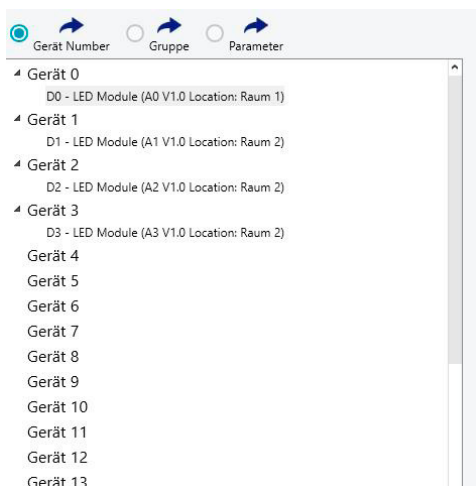 Gerät Number Gruppe Parameter
Gerät 0
D0 - LED Module (A0 V1.0 Location: Raum 1)
Gerät 1
D1 - LED Module (A1 V1.0 Location: Raum 2)
Gerät 2
D2 - LED Module (A2 V1.0 Location: Raum 2)
Gerät 3
D3 - LED Module (A3 V1.0 Location: Raum 2)
Gerät 4
Gerät 5
Gerät 6
Gerät 7
Gerät 8
Gerät 9
Gerät 10
Gerät 11
Gerät 12
Gerät 13